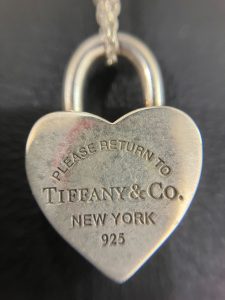 PLEASE RETURN TO
TIFFANY & CO.
NEW YORK
925